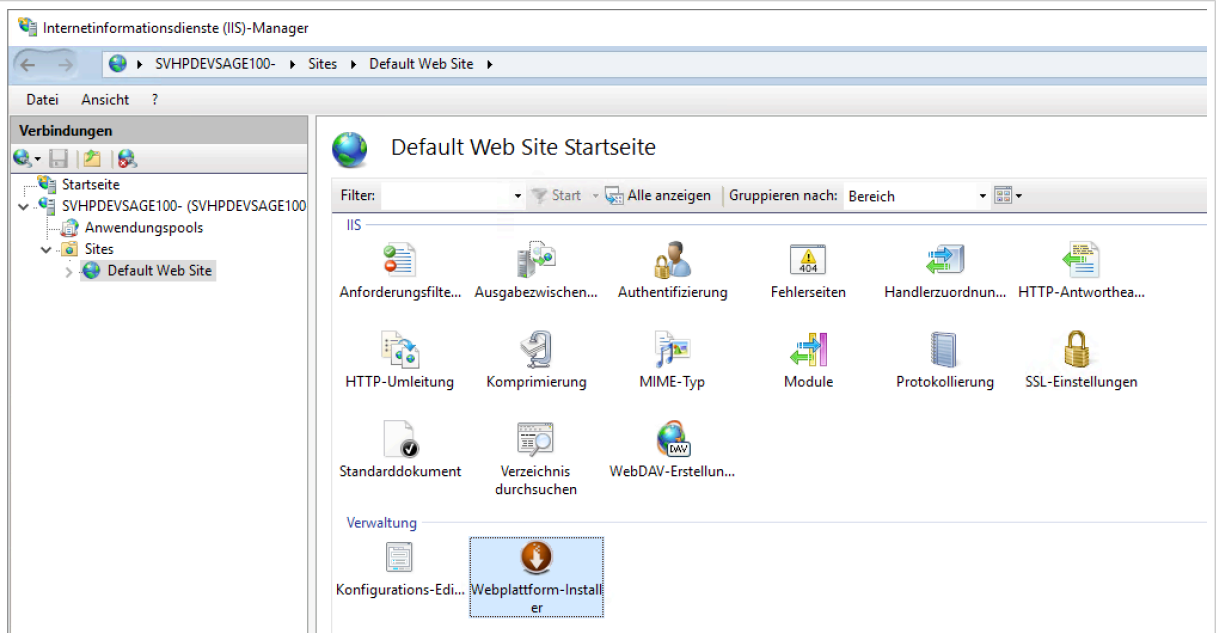 Internetinformationsdienste (IIS)-Manager
SVHPDEVSAGE100- Sites Default Web Site
Datei Ansicht ?
Verbindungen
Startseite
SVHPDEVSAGE100- (SVHPDEVSAGE100
Anwendungspools
Sites
Default Web Site
Default Web Site Startseite
Filter: Start Alle anzeigen Gruppieren nach: Bereich
IIS
404
Anforderungsfilte... Ausgabezwischen... Authentifizierung Fehlerseiten Handlerzuordnun... HTTP-Antworthea...
HTTP-Umleitung Komprimierung MIME-Typ Module Protokollierung SSL-Einstellungen
DAV
Standarddokument Verzeichnis durchsuchen WebDAV-Erstellun...
Verwaltung
Konfigurations-Edi... Webplattform-Install
er